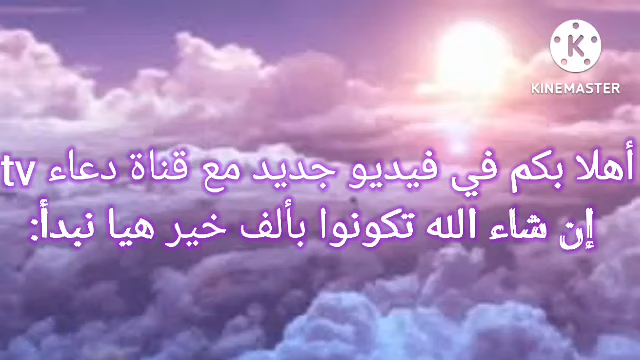 KINEMASTER
أهلا بكم في فيديو جديد مع قناة دعاء tv
إن شاء الله تكونوا بألف خير هيا نبدأ: